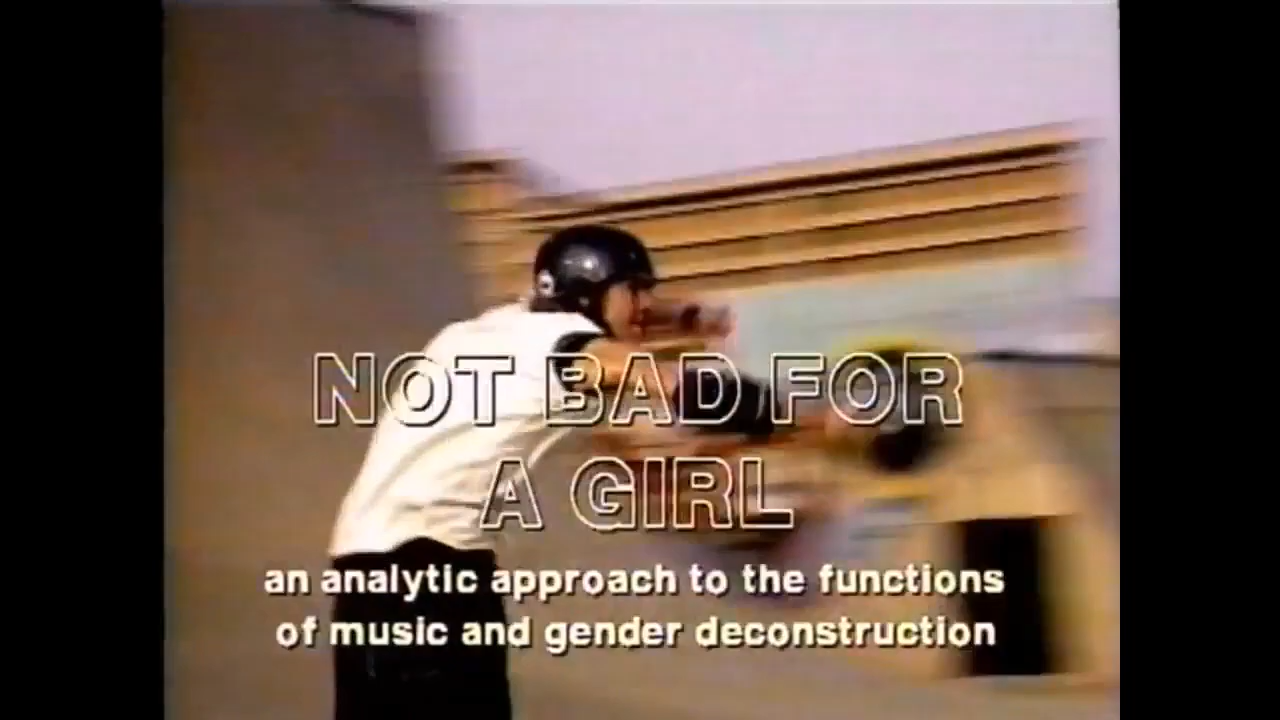 NOT BAD FOR
A GIRL
an analytic approach to the functions
of music and gender deconstruction